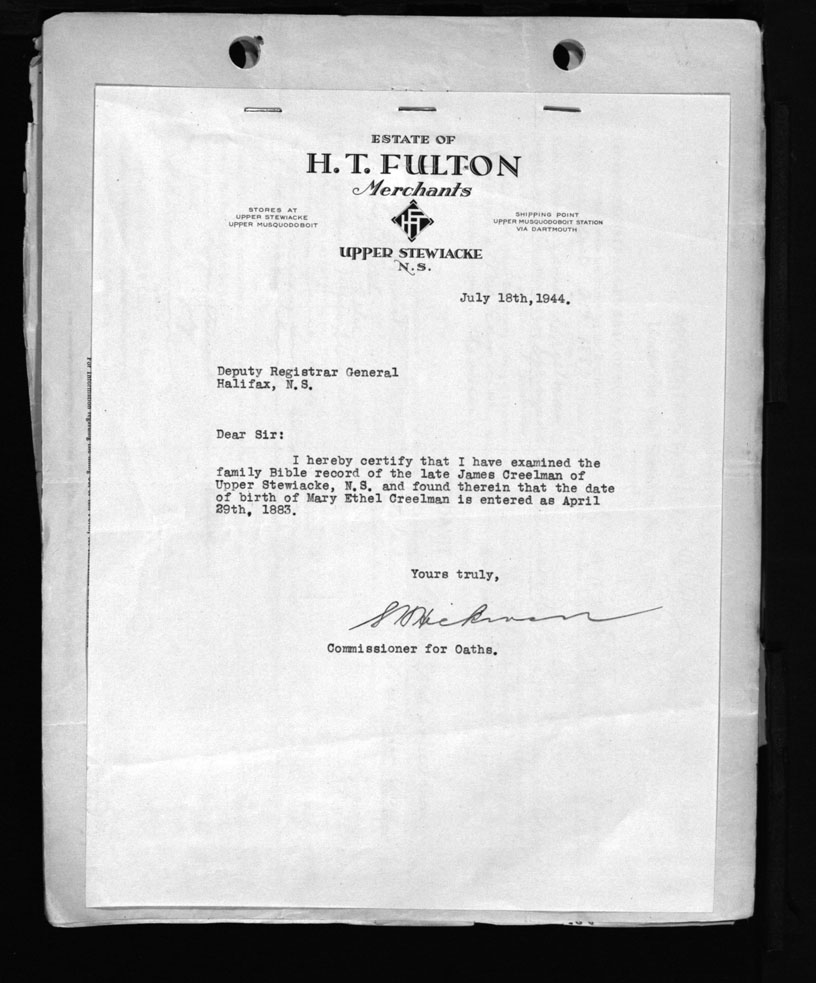 ESTATE OF
H. T. FULTON
Merchants
STORES AT
UPPER STEWIACKE
UPPER MUSQUODOBOIT
HTF
SHIPPING POINT
UPPER MUSQUODOBOIT STATION
VIA DARTMOUTH
UPPER STEWIACKE
N.S.
July 18th,1944.
Deputy Registrar General
Halifax, N.S.
Dear Sir:
I hereby certify that I have examined the
family Bible record of the late James Creelman of
Upper Stewiacke, N.S. and found therein that the date
of birth of Mary Ethel Creelman is entered as April
29th, 1883.
Yours truly,
Commissioner for Oaths.